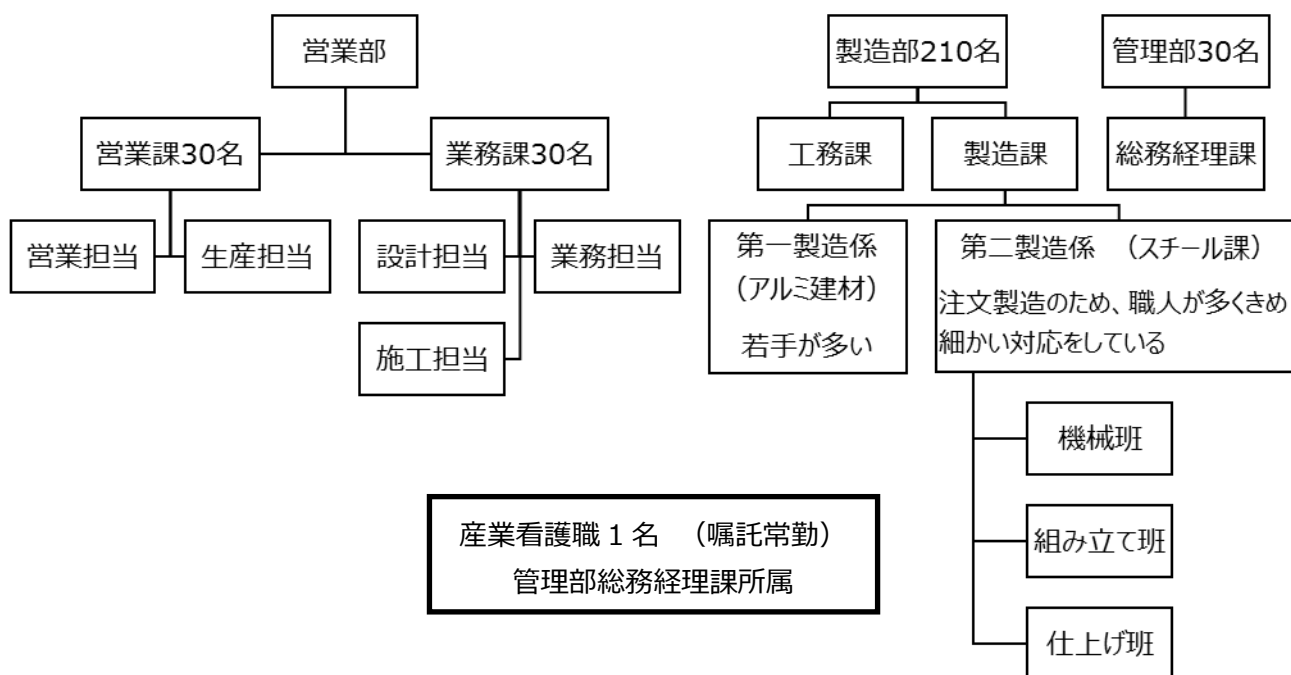 営業部
製造部210名
管理部30名
営業課30名
業務課30名
工務課
製造課
総務経理課
営業担当
生産担当
設計担当
業務担当
施工担当
第一製造係
(アルミ建材)
若手が多い
第二製造係 (スチール課)
注文製造のため、職人が多くきめ
細かい対応をしている
機械班
組み立て班
仕上げ班
産業看護職1名 (嘱託常勤)
管理部総務経理課所属